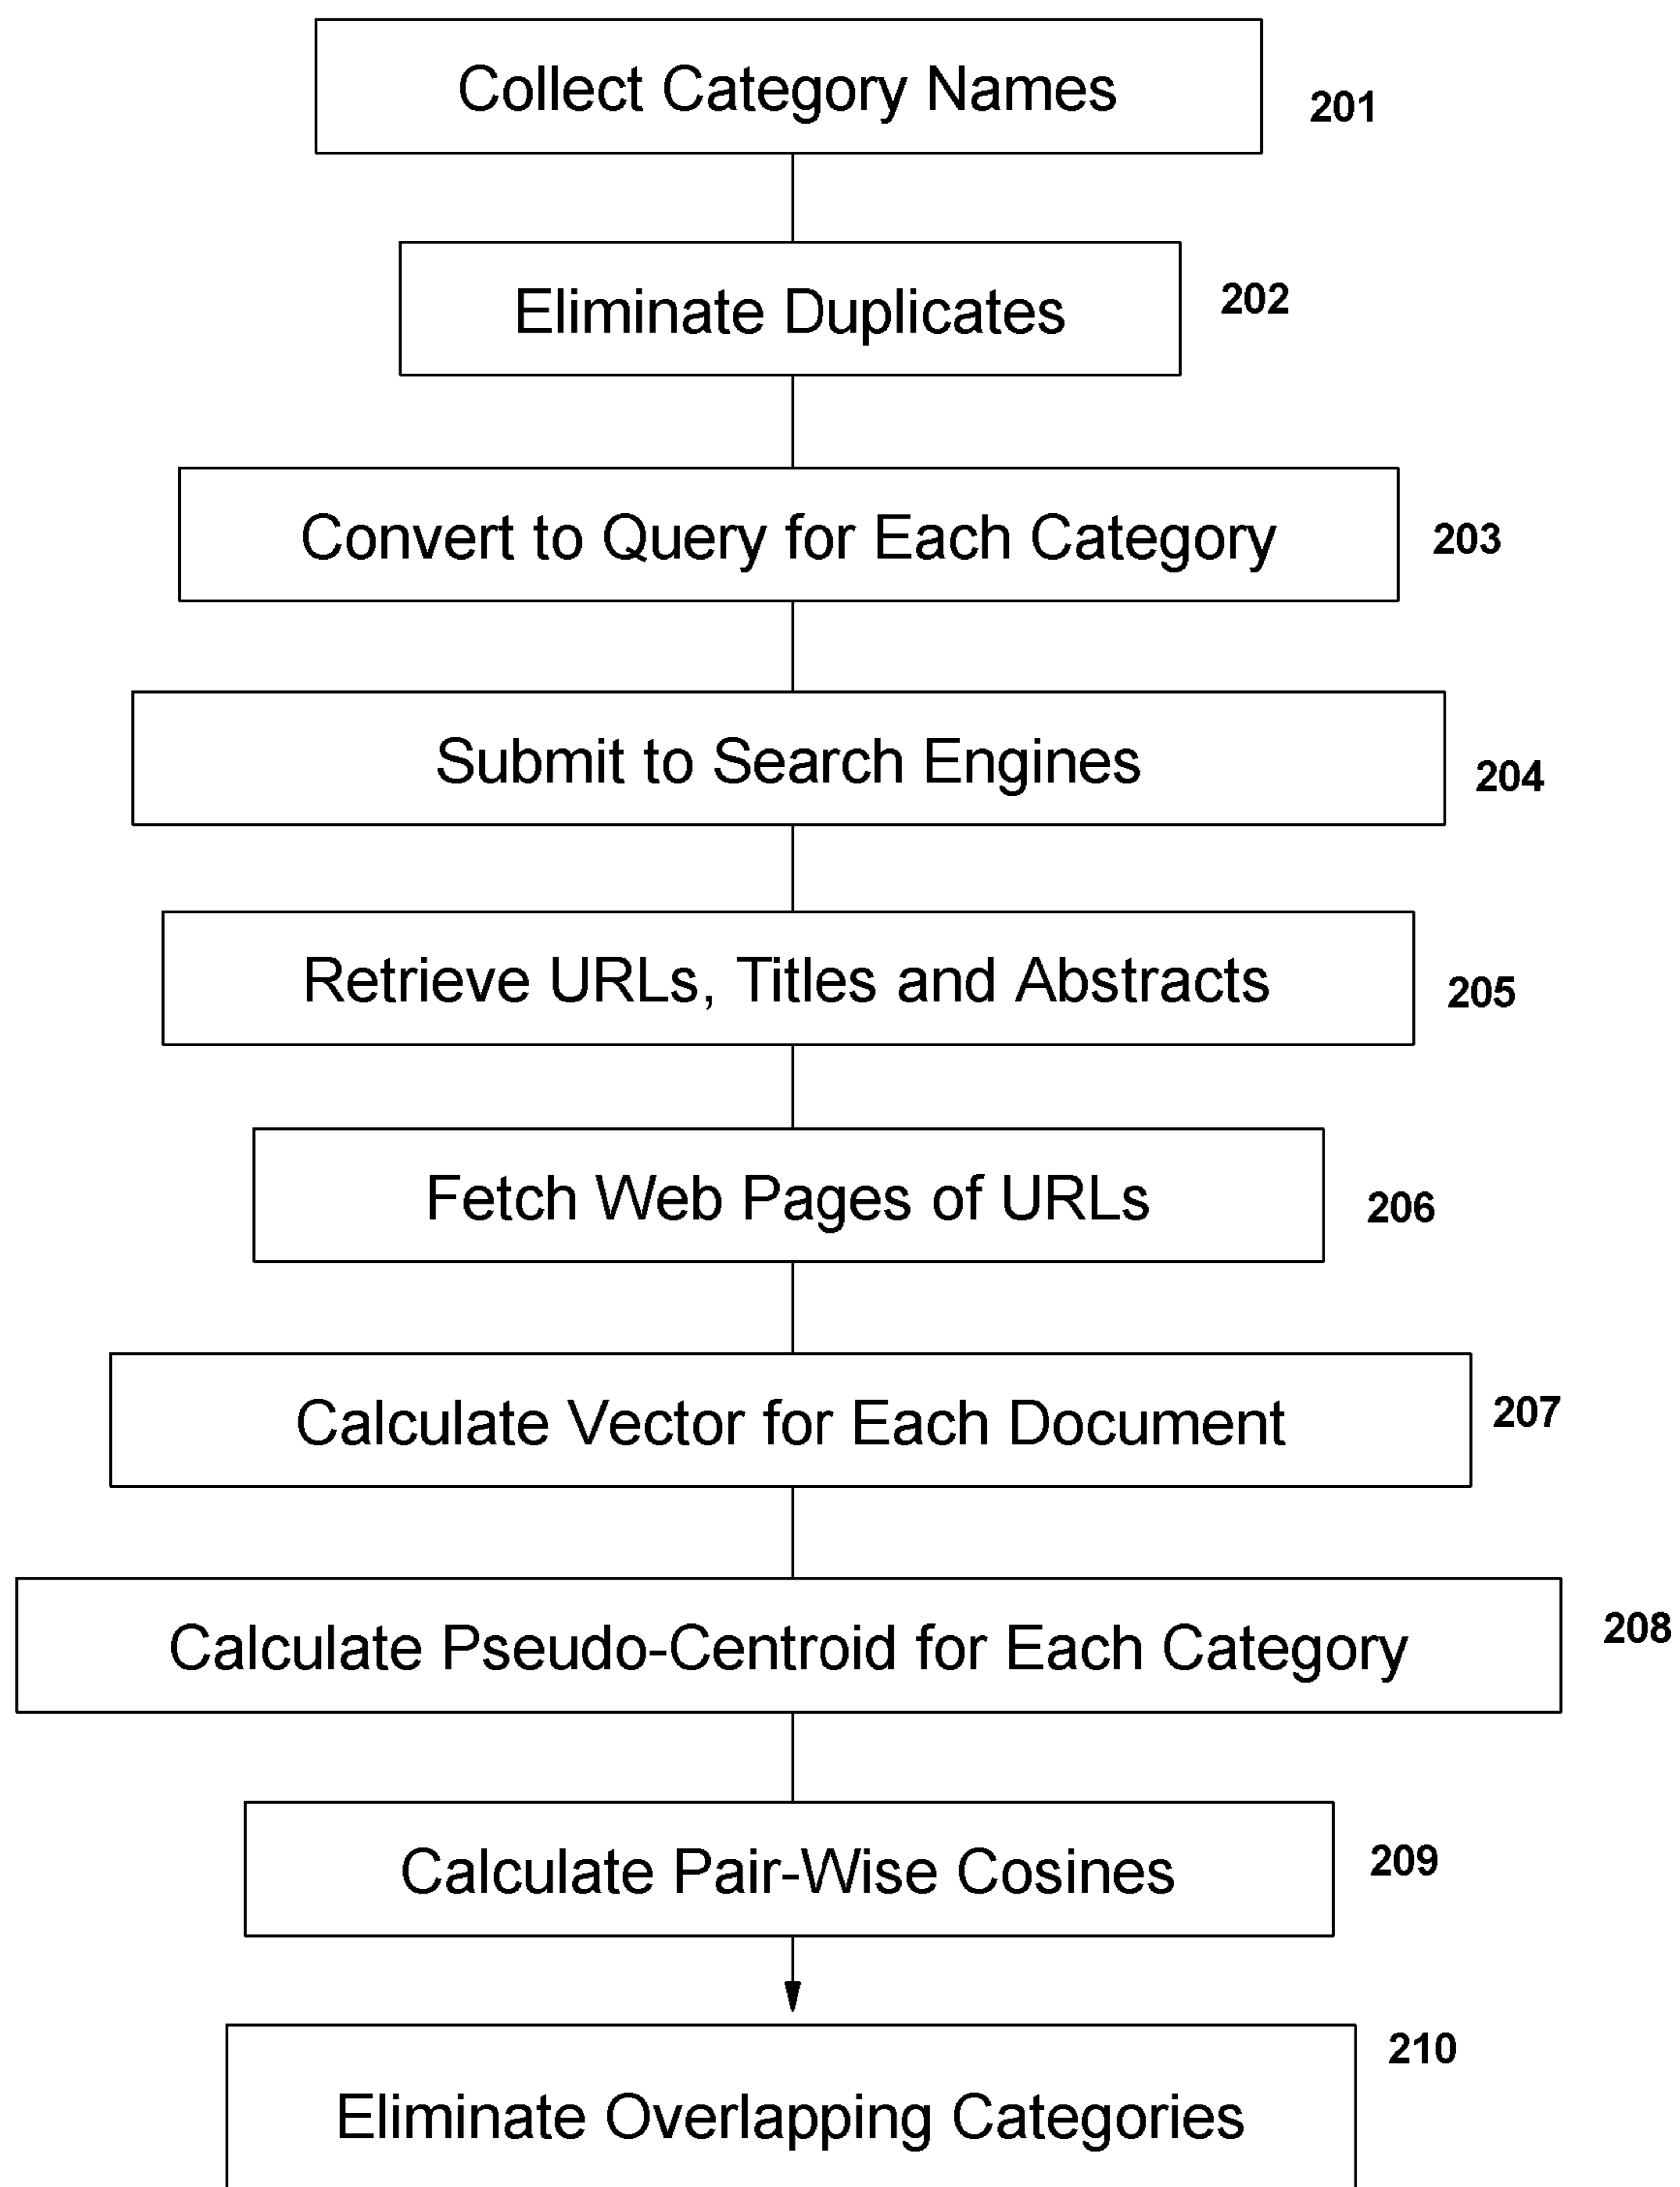 Collect Category Names
201
Eliminate Duplicates
202
Convert to Query for Each Category
203
Submit to Search Engines
204
Retrieve URLs, Titles and Abstracts
205
Fetch Web Pages of URLs
206
Calculate Vector for Each Document
207
Calculate Pseudo-Centroid for Each Category
208
Calculate Pair-Wise Cosines
209
210
Eliminate Overlapping Categories